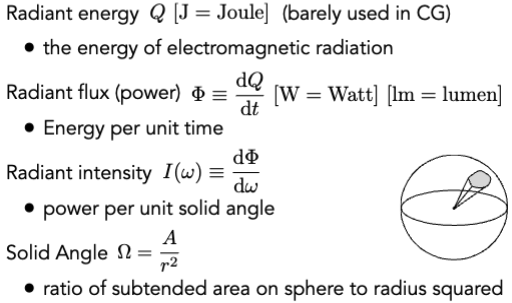 Radiant energy Q [J = Joule] (barely used in CG)
• the energy of electromagnetic radiation
Radiant flux (power) Φ ≡ dQ/dt [W = Watt] [lm = lumen]
• Energy per unit time
Radiant intensity I(ω) ≡ dΦ/dω
• power per unit solid angle
Solid Angle Ω = A/r²
• ratio of subtended area on sphere to radius squared